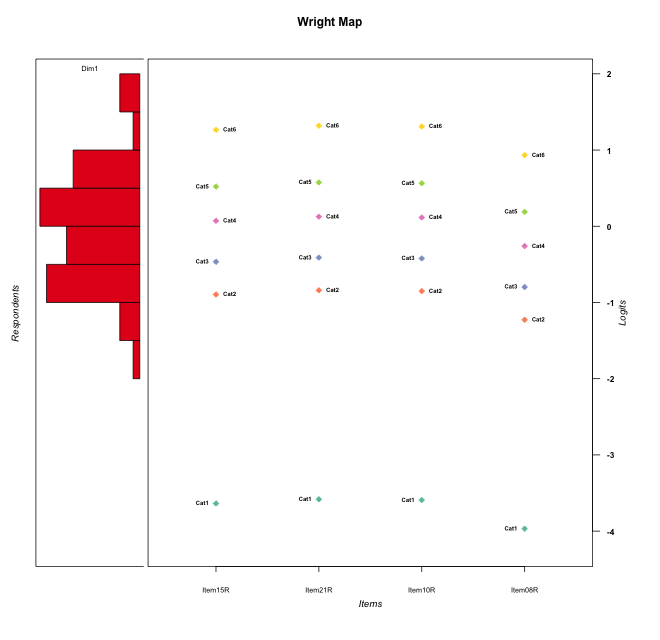 Wright Map
Dim1
2
Cat6 Cat6 Cat6
1
Cat6
Cat5 Cat5 Cat5
Cat5
Cat4 Cat4 Cat4
0
Cat4
Cat3 Cat3 Cat3
Cat3
Cat2 Cat2 Cat2
-1
Cat2
-2
-3
Cat1 Cat1 Cat1
Cat1
-4
Respondents
Logits
Item15R Item21R Item10R Item08R
Items